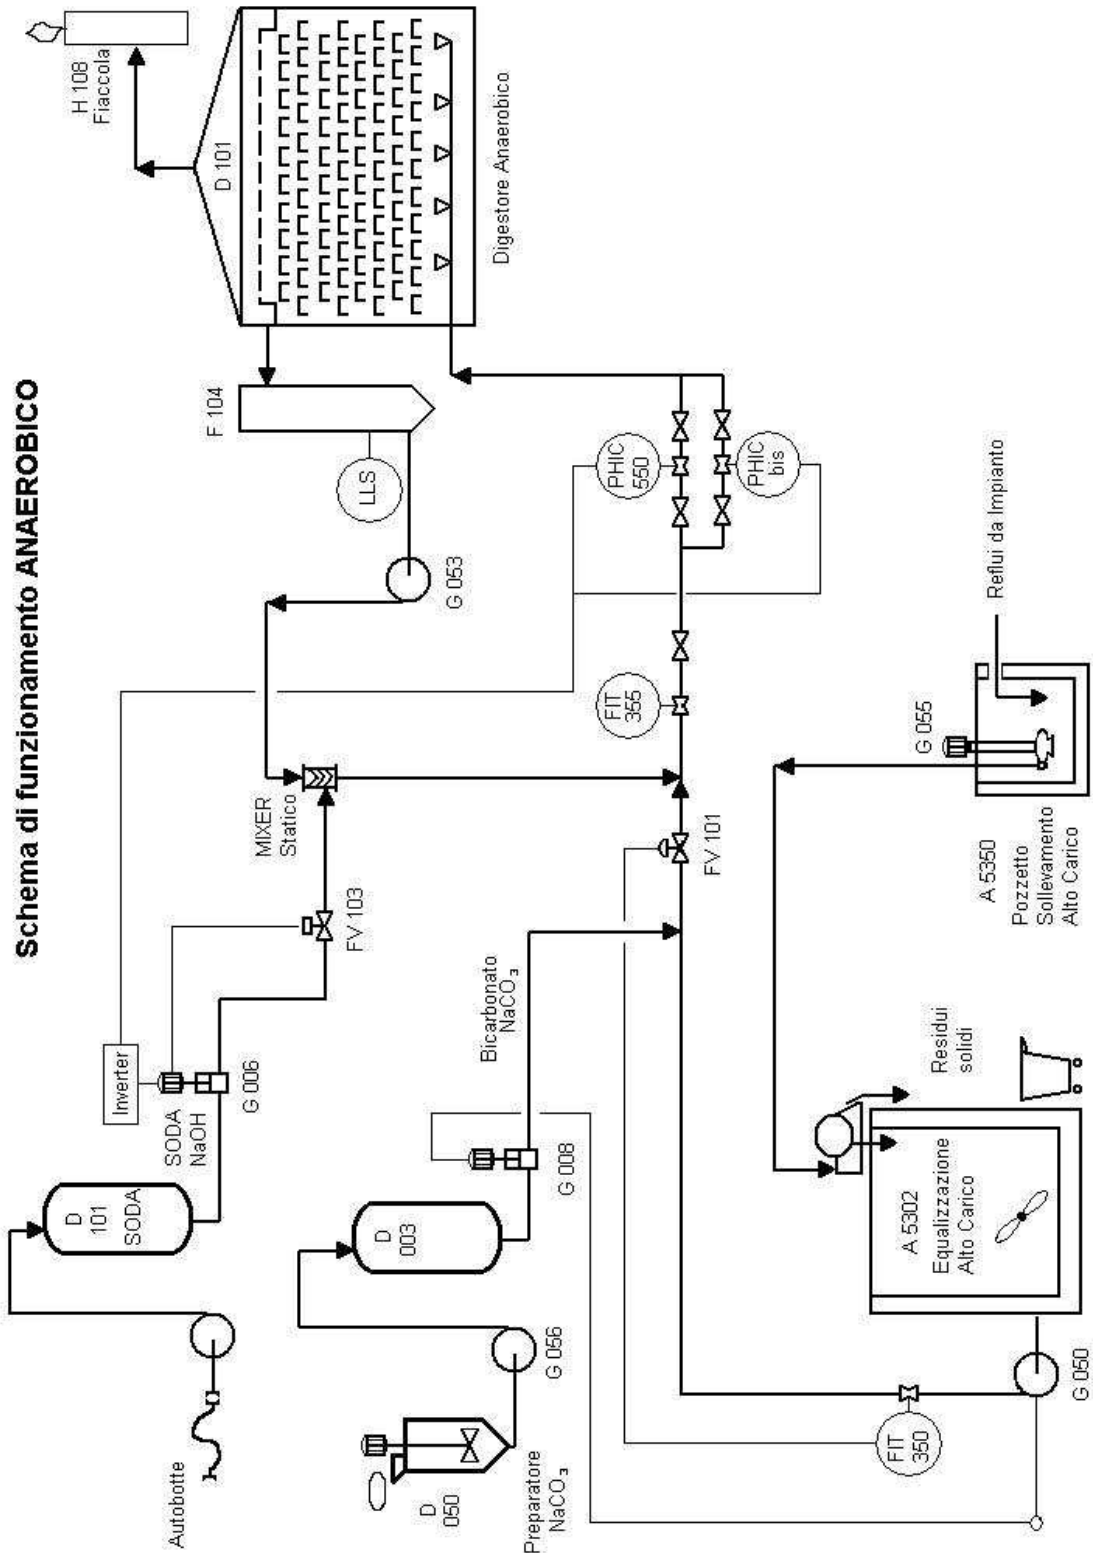 Schema di funzionamento ANAEROBICO
H 108
Fiaccola
D 101
Digestore Anaerobico
F 104
LLS
G 053
PHIC
550
PHIC
bis
FIT
355
MIXER
Statico
FV 103
FV 101
Inverter
SODA
NaOH
G 006
D
101
SODA
Autobotte
Bicarbonato
NaCO₃
G 008
D
003
G 056
D
050
Preparatore
NaCO₃
FIT
350
G 050
A 5302
Equalizzazione
Alto Carico
Residui
solidi
A 5350
Pozzetto
Sollevamento
Alto Carico
G 055
Reflui da Impianto